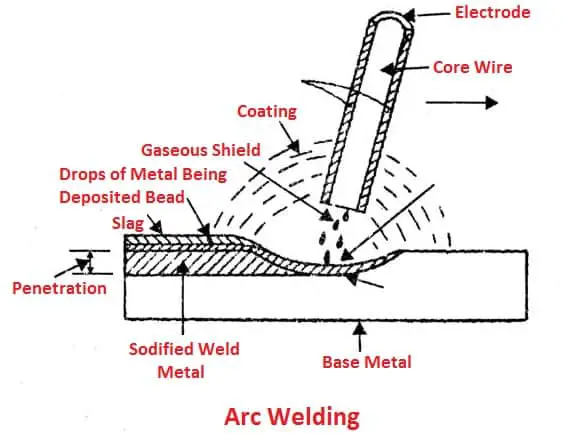 Electrode
Core Wire
Coating
Gaseous Shield
Drops of Metal Being
Deposited Bead
Slag
Penetration
Sodified Weld
Metal
Base Metal
Arc Welding